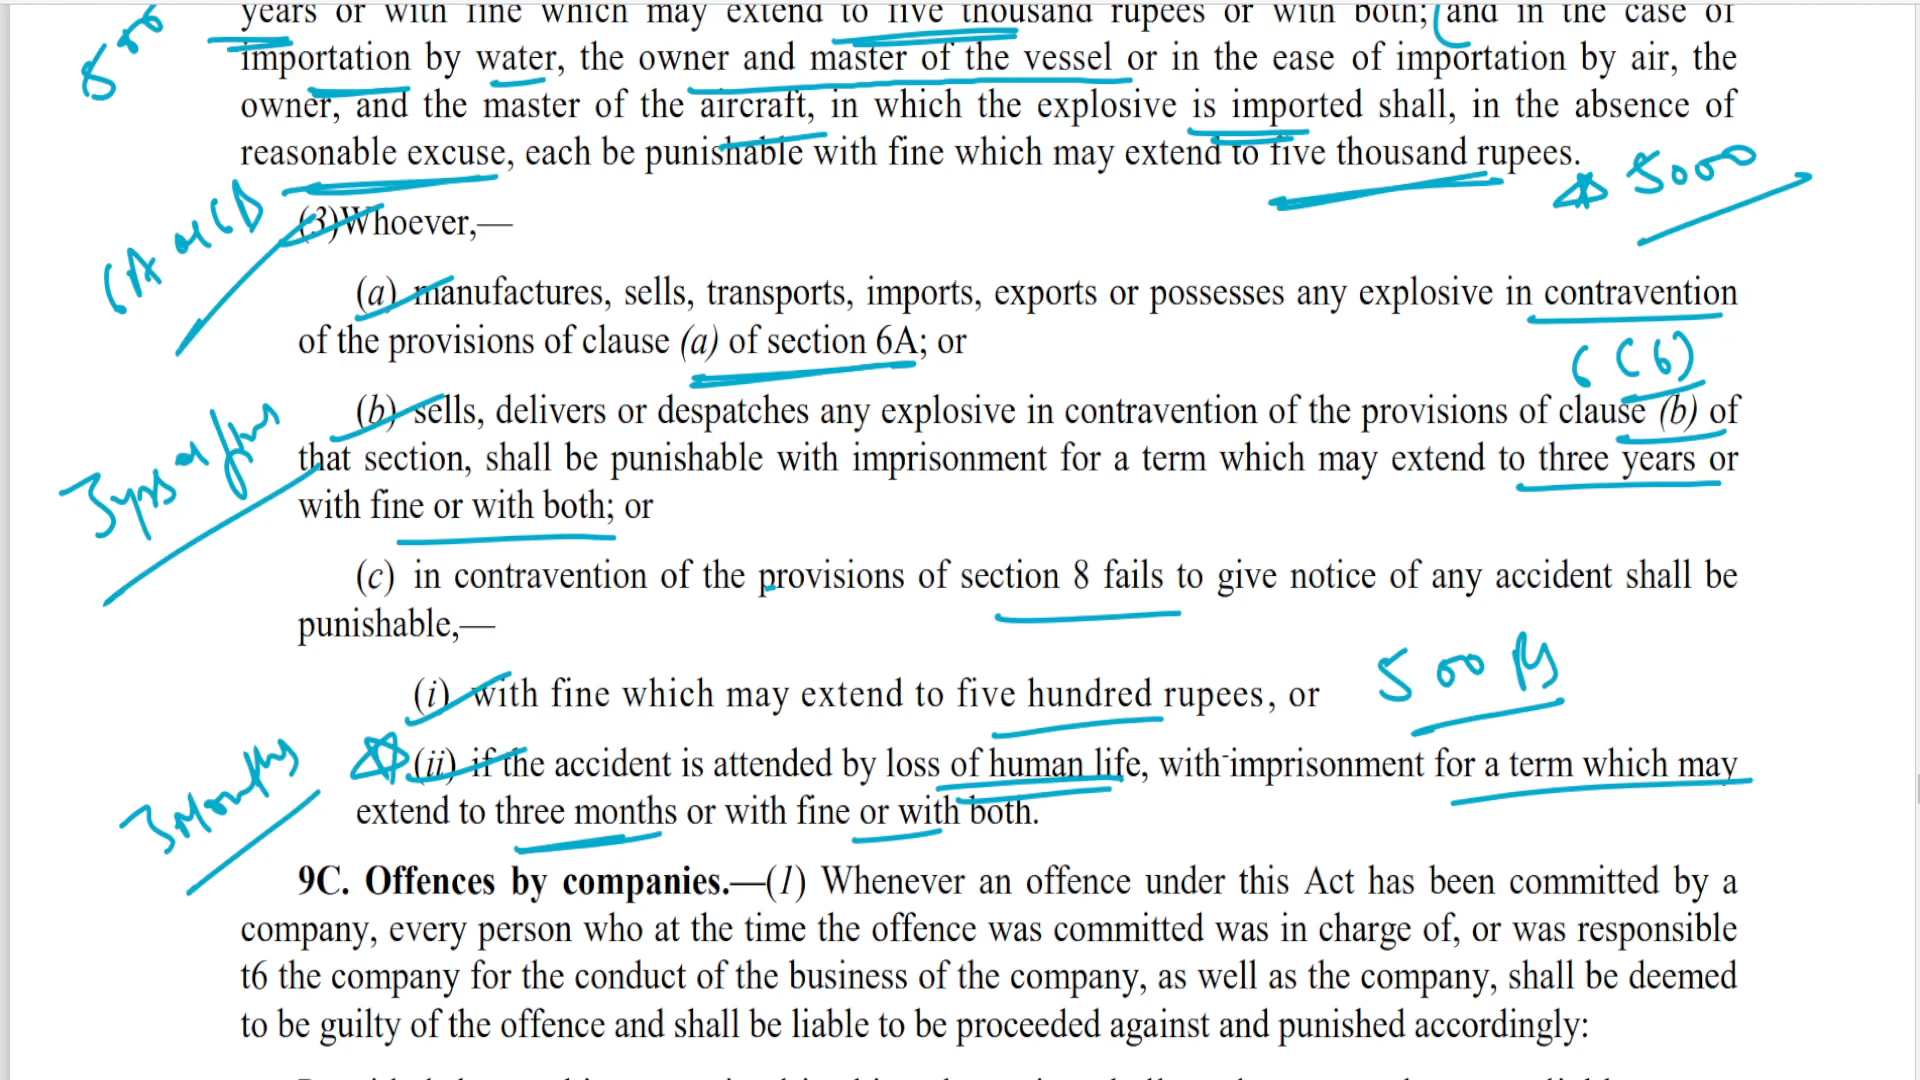 years or with fine which may extend to five thousand rupees or with both; and in the case of
importation by water, the owner and master of the vessel or in the ease of importation by air, the
owner, and the master of the aircraft, in which the explosive is imported shall, in the absence of
reasonable excuse, each be punishable with fine which may extend to five thousand rupees.
5000
(3)Whoever,—
(a) manufactures, sells, transports, imports, exports or possesses any explosive in contravention
of the provisions of clause (a) of section 6A; or
6(6)
(b) sells, delivers or despatches any explosive in contravention of the provisions of clause (b) of
that section, shall be punishable with imprisonment for a term which may extend to three years or
with fine or with both; or
3yrs
(c) in contravention of the provisions of section 8 fails to give notice of any accident shall be
punishable,—
(i) with fine which may extend to five hundred rupees, or
500 Rs
(ii) if the accident is attended by loss of human life, with imprisonment for a term which may
extend to three months or with fine or with both.
3 Months
9C. Offences by companies.—(1) Whenever an offence under this Act has been committed by a
company, every person who at the time the offence was committed was in charge of, or was responsible
t6 the company for the conduct of the business of the company, as well as the company, shall be deemed
to be guilty of the offence and shall be liable to be proceeded against and punished accordingly: